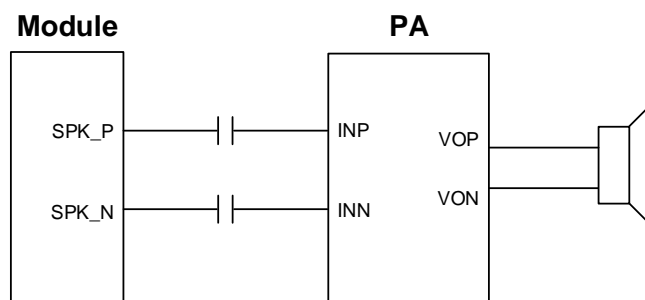 Module
PA
SPK_P
INP
VOP
SPK_N
INN
VON